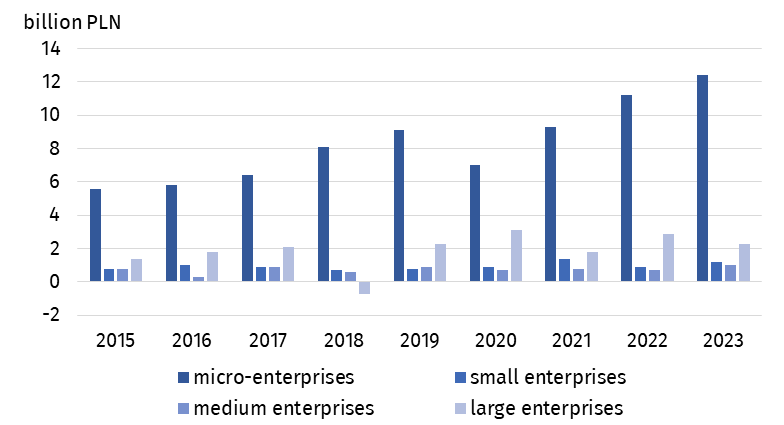 billion PLN
14
12
10
8
6
4
2
0
-2
2015 2016 2017 2018 2019 2020 2021 2022 2023
micro-enterprises small enterprises
medium enterprises large enterprises